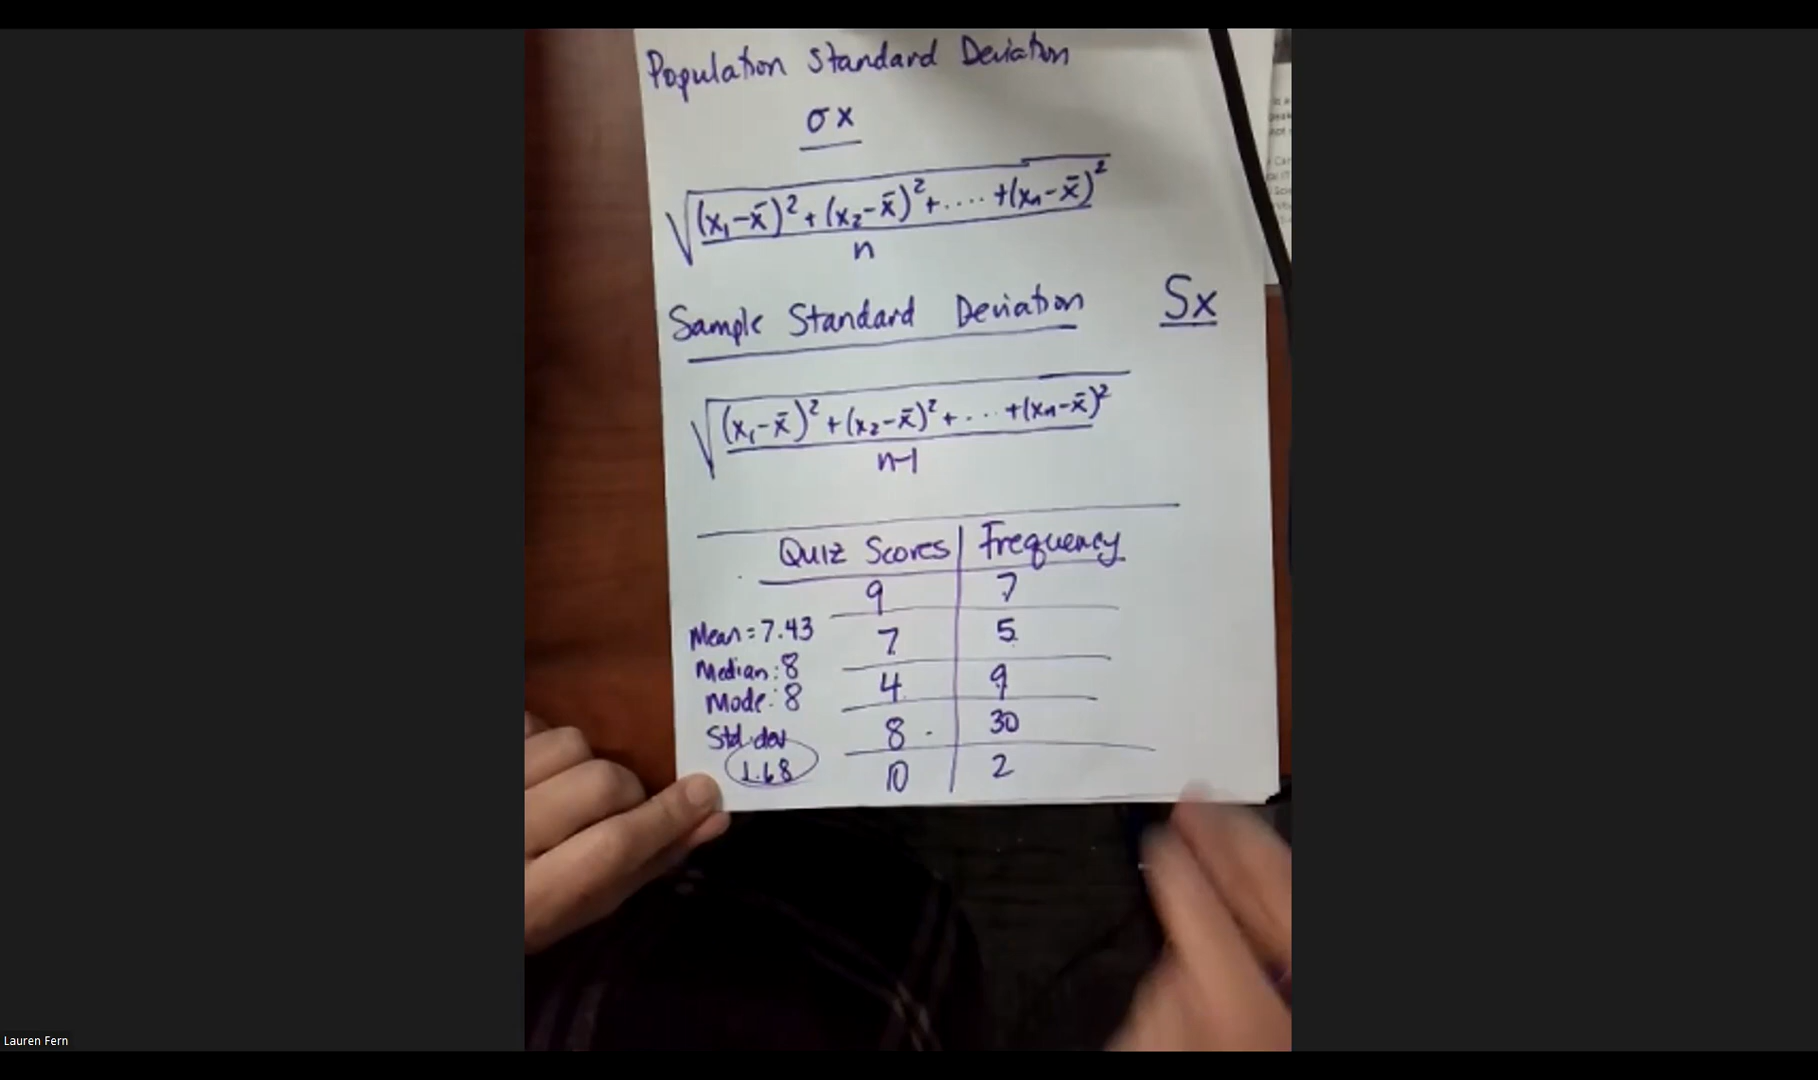 Population Standard Deviation
σx
√((x₁-x̄)²+(x₂-x̄)²+....+(xₙ-x̄)²
n
Sample Standard Deviation Sx
√((x₁-x̄)²+(x₂-x̄)²+...+(xₙ-x̄)²
n-1
Quiz Scores | Frequency
9 7
Mean=7.43 7 5
Median:8 4 9
Mode:8 8 30
Std.dev
1.68 10 2
Lauren Fern